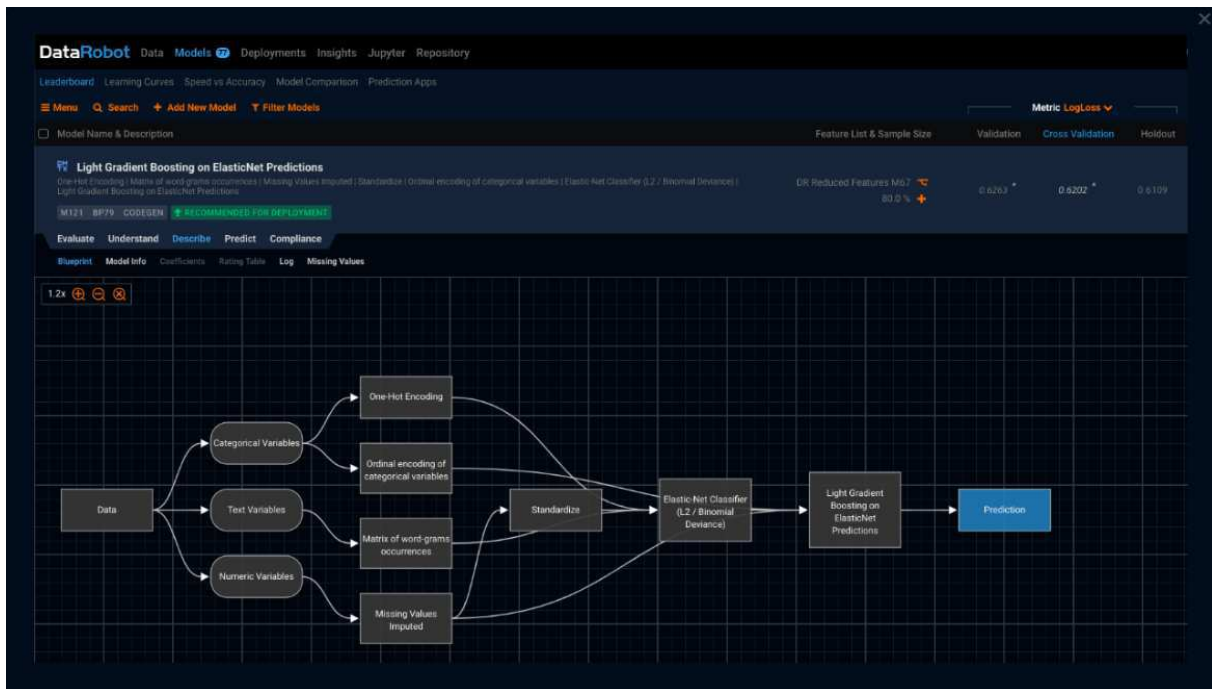 DataRobot Data Models 77 Deployments Insights Jupyter Repository
Leaderboard Learning Curves Speed vs Accuracy Model Comparison Prediction Apps
Menu Search + Add New Model Filter Models Metric LogLoss
Model Name & Description Feature List & Sample Size Validation Cross Validation Holdout
Light Gradient Boosting on ElasticNet Predictions
One-Hot Encoding | Matrix of word-grams occurrences | Missing Values Imputed | Standardize | Ordinal encoding of categorical variables | Elastic-Net Classifier (L2 / Binomial Deviance) |
Light Gradient Boosting on ElasticNet Predictions
DR Reduced Features M67
80.0 % +
0.6263 * 0.6202 * 0.6109
M121 BP79 CODEGEN RECOMMENDED FOR DEPLOYMENT
Evaluate Understand Describe Predict Compliance
Blueprint Model Info Coefficients Rating Table Log Missing Values
1.2x
Data
Categorical Variables
Text Variables
Numeric Variables
One-Hot Encoding
Ordinal encoding of
categorical variables
Matrix of word-grams
occurrences
Missing Values
Imputed
Standardize
Elastic-Net Classifier
(L2 / Binomial
Deviance)
Light Gradient
Boosting on
ElasticNet
Predictions
Prediction